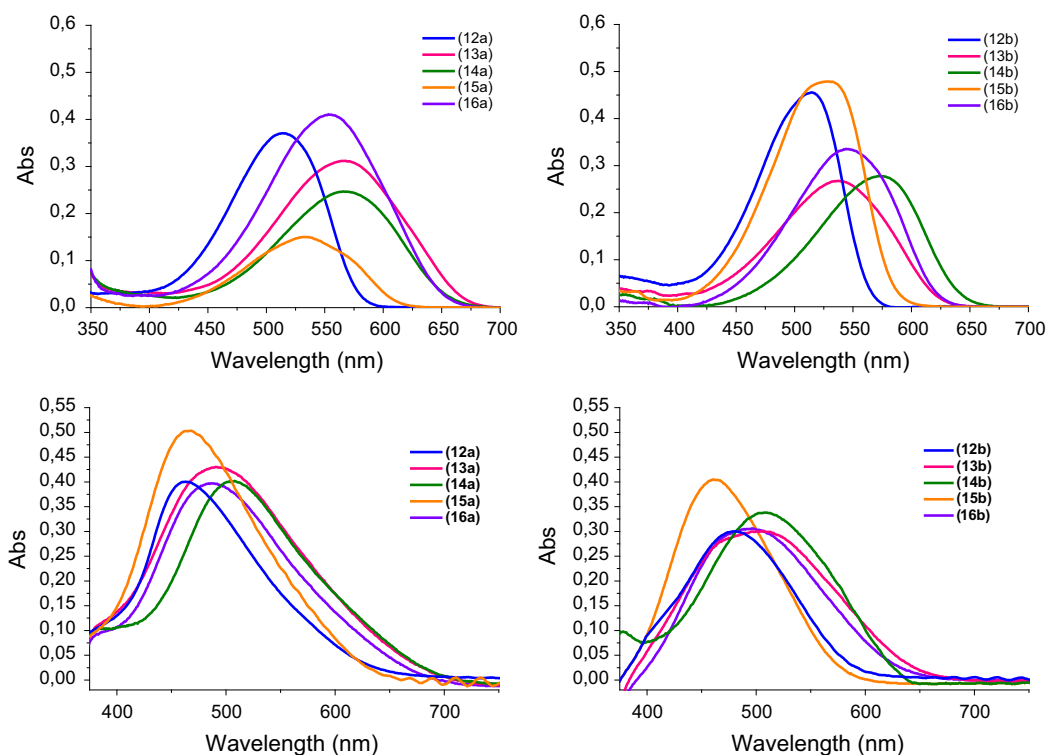 0,6
0,5
0,4
0,3
0,2
0,1
0,0
Abs
350 400 450 500 550 600 650 700
Wavelength (nm)
(12a)
(13a)
(14a)
(15a)
(16a)
0,6
0,5
0,4
0,3
0,2
0,1
0,0
Abs
350 400 450 500 550 600 650 700
Wavelength (nm)
(12b)
(13b)
(14b)
(15b)
(16b)
0,55
0,50
0,45
0,40
0,35
0,30
0,25
0,20
0,15
0,10
0,05
0,00
Abs
400 500 600 700
Wavelength (nm)
(12a)
(13a)
(14a)
(15a)
(16a)
0,55
0,50
0,45
0,40
0,35
0,30
0,25
0,20
0,15
0,10
0,05
0,00
Abs
400 500 600 700
Wavelength (nm)
(12b)
(13b)
(14b)
(15b)
(16b)